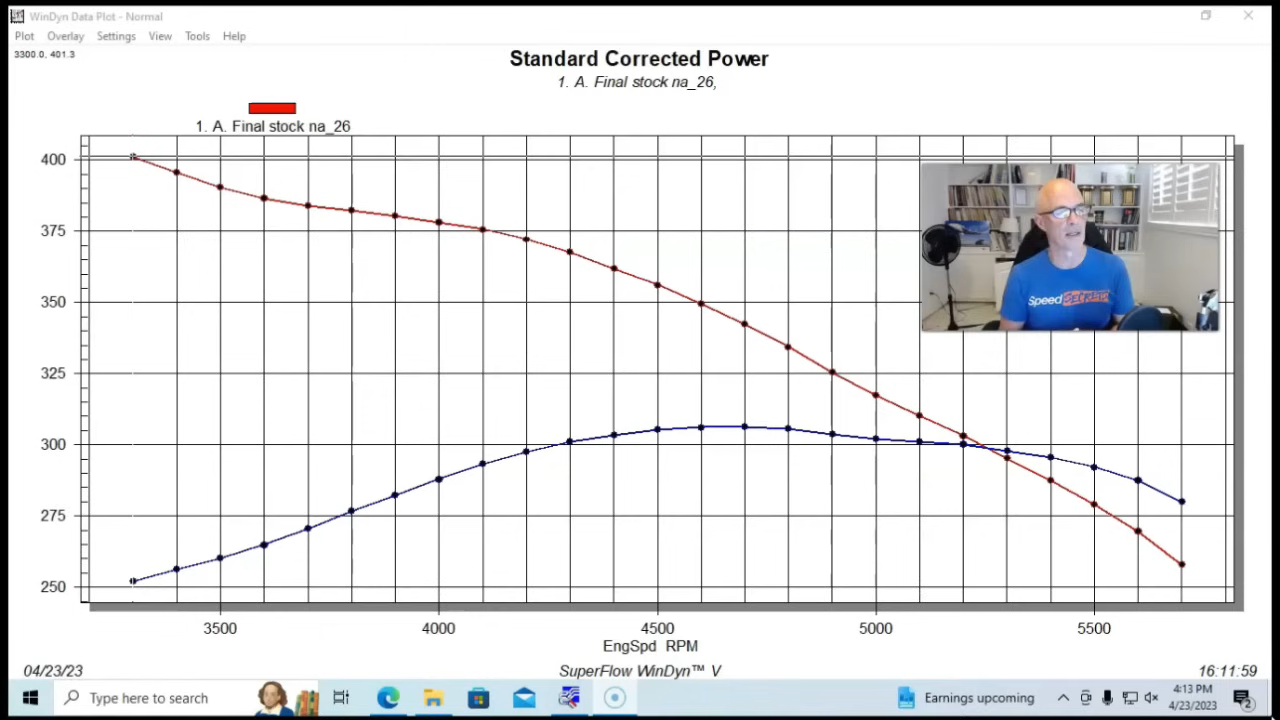 WinDyn Data Plot - Normal
Plot Overlay Settings View Tools Help
3300.0, 401.3
Standard Corrected Power
1. A. Final stock na_26,
1. A. Final stock na_26
400
375
350
325
300
275
250
Speed SECRETS
3500 4000 4500 5000 5500
EngSpd RPM
04/23/23 SuperFlow WinDyn™ V 16:11:59
Type here to search
Earnings upcoming
4:13 PM
4/23/2023
2